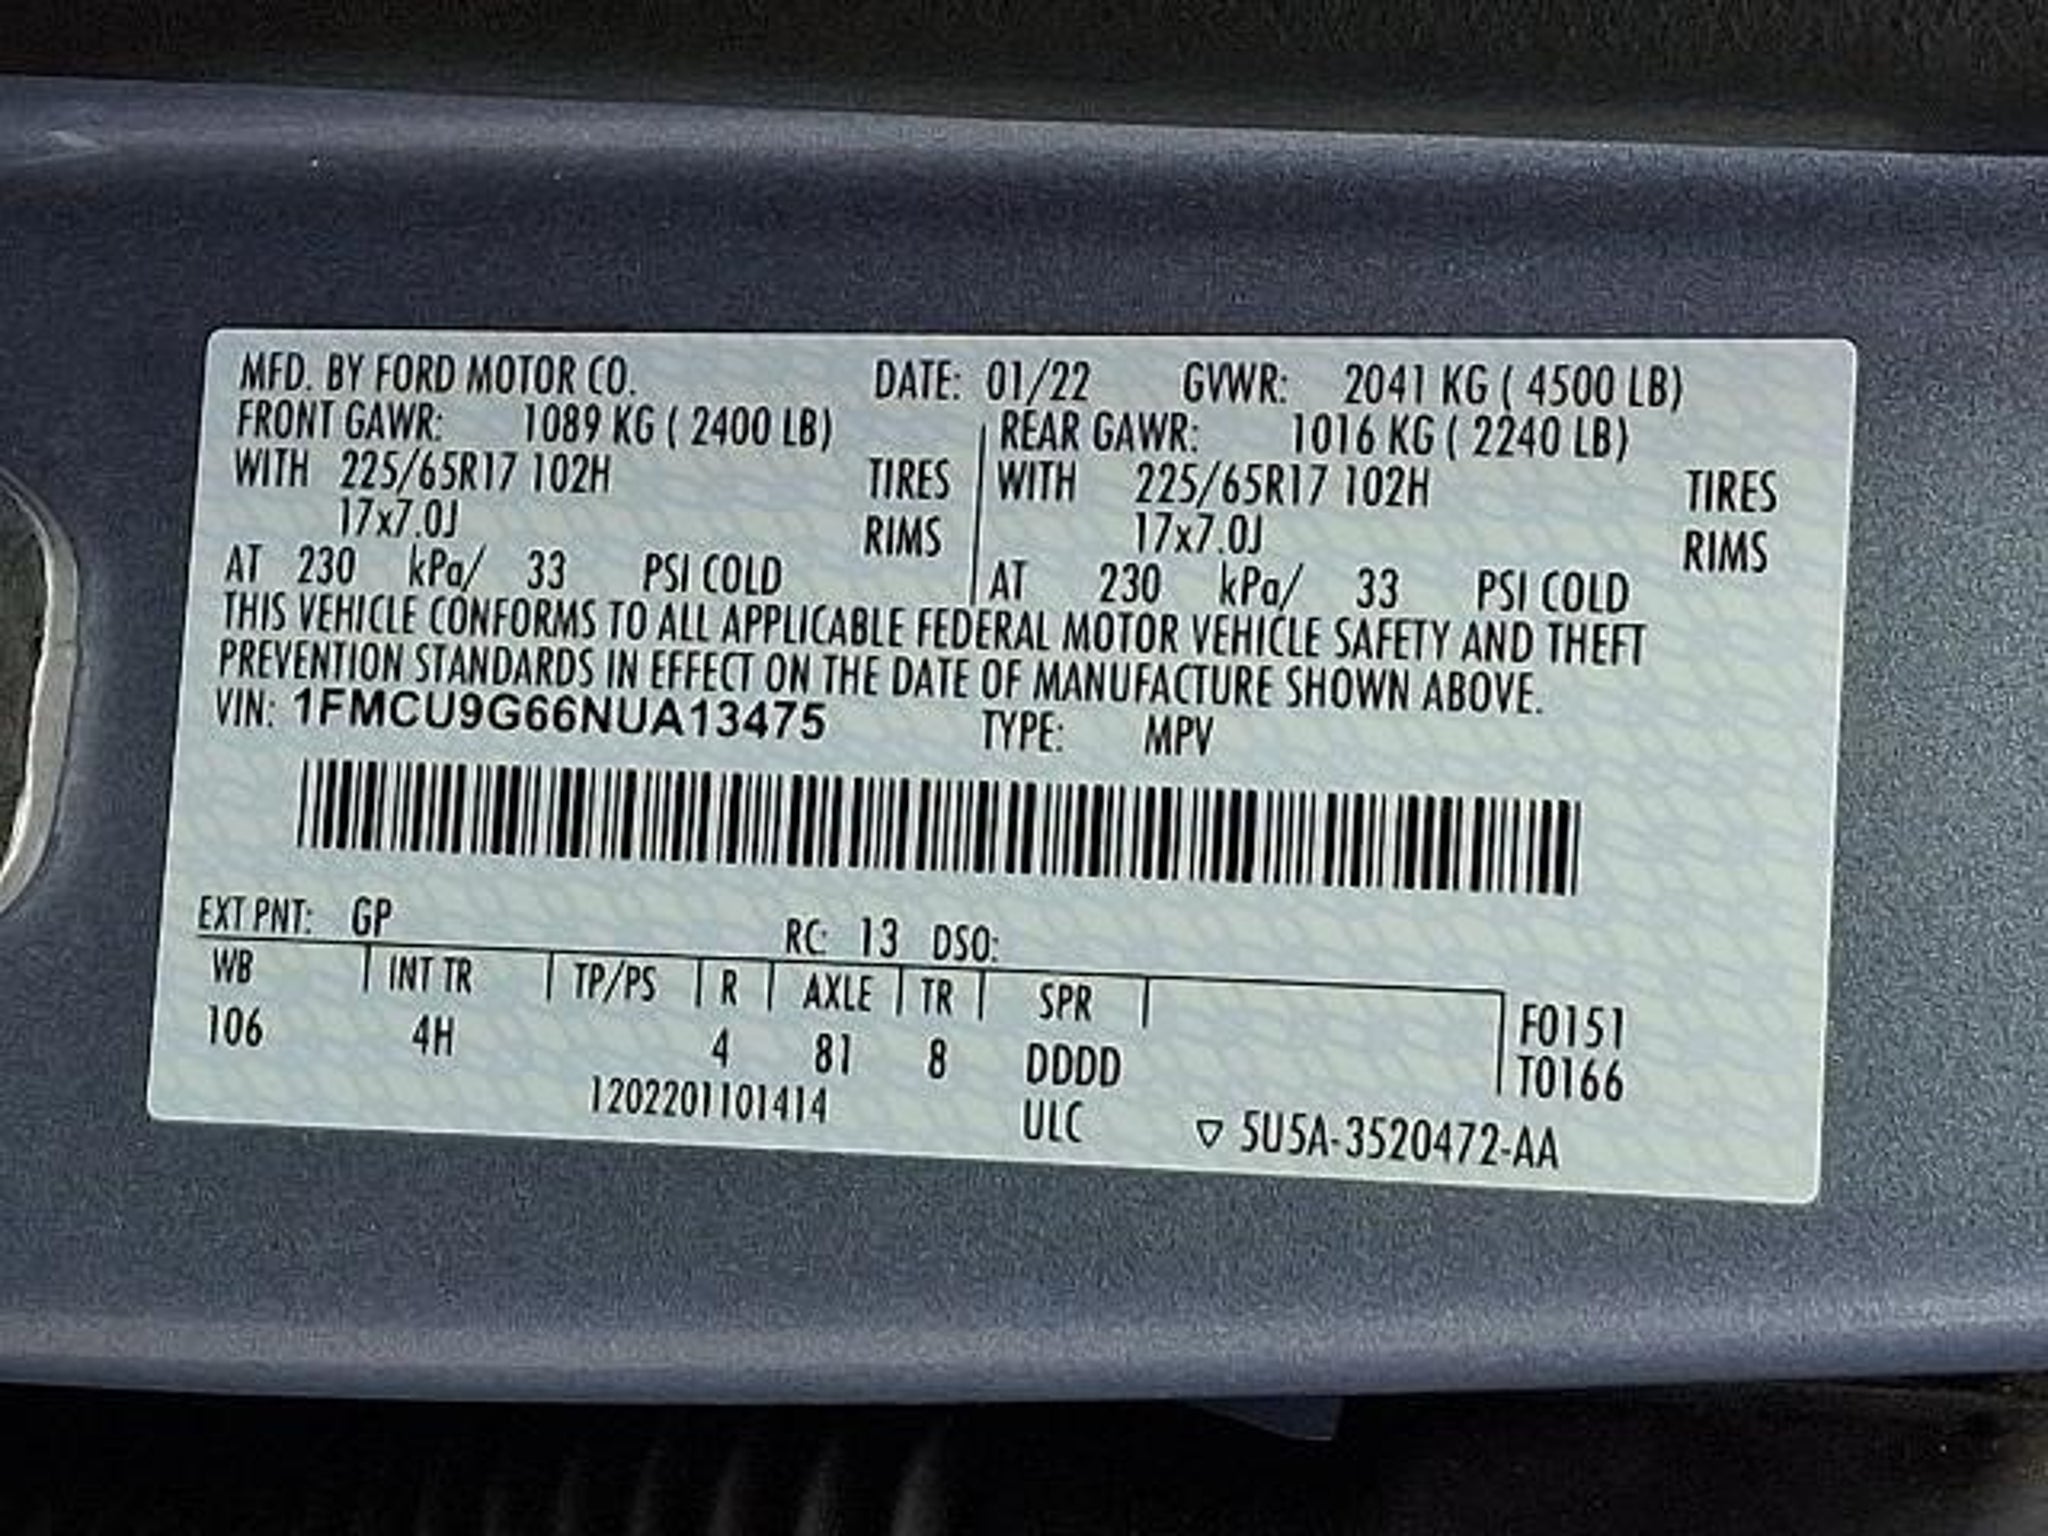 MFD. BY FORD MOTOR CO. DATE: 01/22 GVWR: 2041 KG ( 4500 LB)
FRONT GAWR: 1089 KG ( 2400 LB) REAR GAWR: 1016 KG ( 2240 LB)
WITH 225/65R17 102H TIRES WITH 225/65R17 102H TIRES
17x7.0J RIMS 17x7.0J RIMS
AT 230 kPa/ 33 PSI COLD AT 230 kPa/ 33 PSI COLD
THIS VEHICLE CONFORMS TO ALL APPLICABLE FEDERAL MOTOR VEHICLE SAFETY AND THEFT
PREVENTION STANDARDS IN EFFECT ON THE DATE OF MANUFACTURE SHOWN ABOVE.
VIN: 1FMCU9G66NUA13475 TYPE: MPV
EXT PNT: GP RC: 13 DSO:
WB INT TR TP/PS R AXLE TR SPR F0151
106 4H 4 81 8 DDDD T0166
1202201101414 ULC ▽ 5U5A-3520472-AA